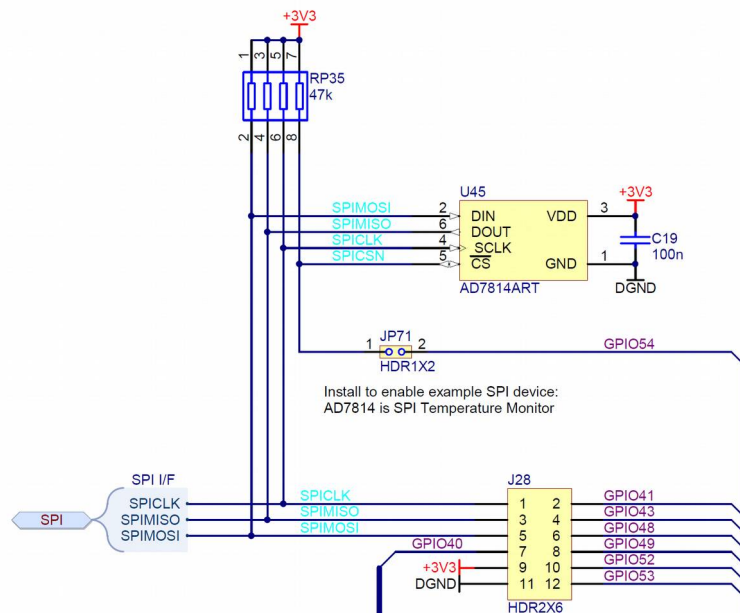 +3V3
1 3 5 7
RP35
47k
2 4 6 8
U45
SPIMOSI 2 DIN VDD 3 +3V3
SPIMISO 6 DOUT
SPICLK 4 SCLK C19
SPICSN 5 CS GND 1 100n
AD7814ART DGND
JP71
1 2 GPIO54
HDR1X2
Install to enable example SPI device:
AD7814 is SPI Temperature Monitor
SPI I/F J28
SPICLK SPICLK 1 2 GPIO41
SPI SPIMISO SPIMISO 3 4 GPIO43
SPIMOSI SPIMOSI 5 6 GPIO48
GPIO40 7 8 GPIO49
+3V3 9 10 GPIO52
DGND 11 12 GPIO53
HDR2X6